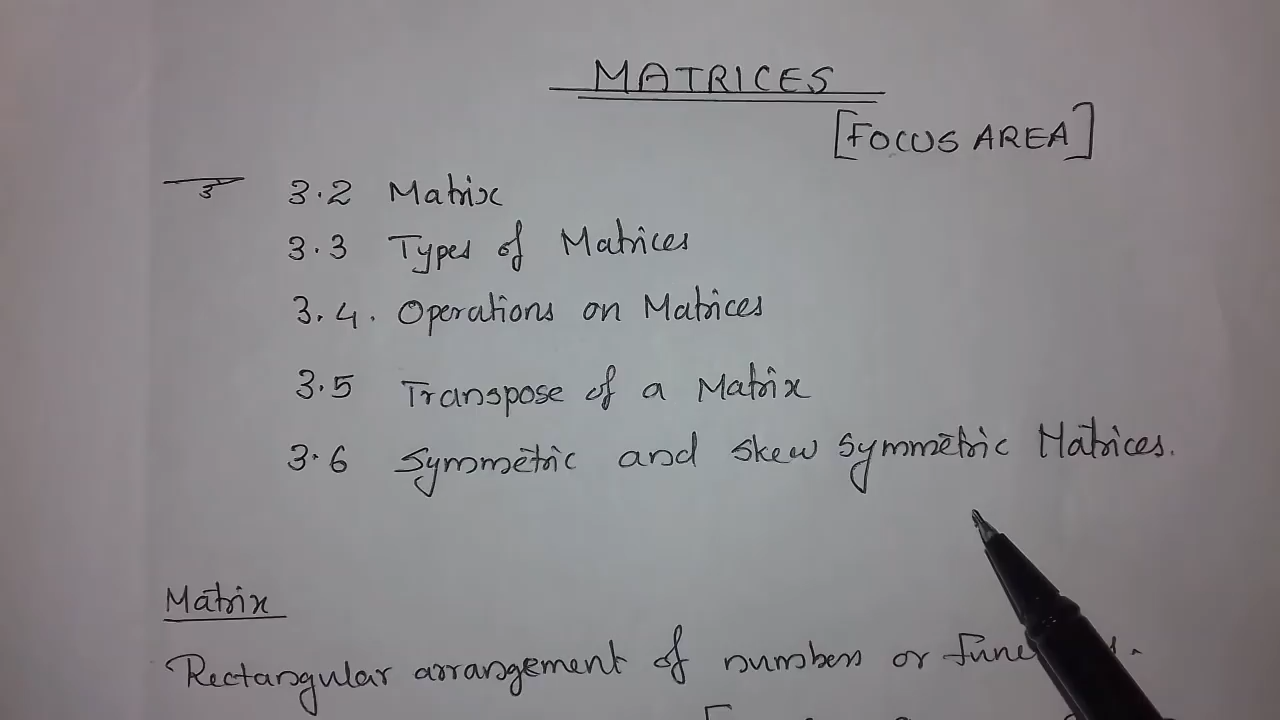 MATRICES
[FOCUS AREA]
3 3.2 Matrix
3.3 Types of Matrices
3.4. Operations on Matrices
3.5 Transpose of a Matrix
3.6 Symmetric and skew symmetric Matrices.
Matrix
Rectangular arrangement of numbers or